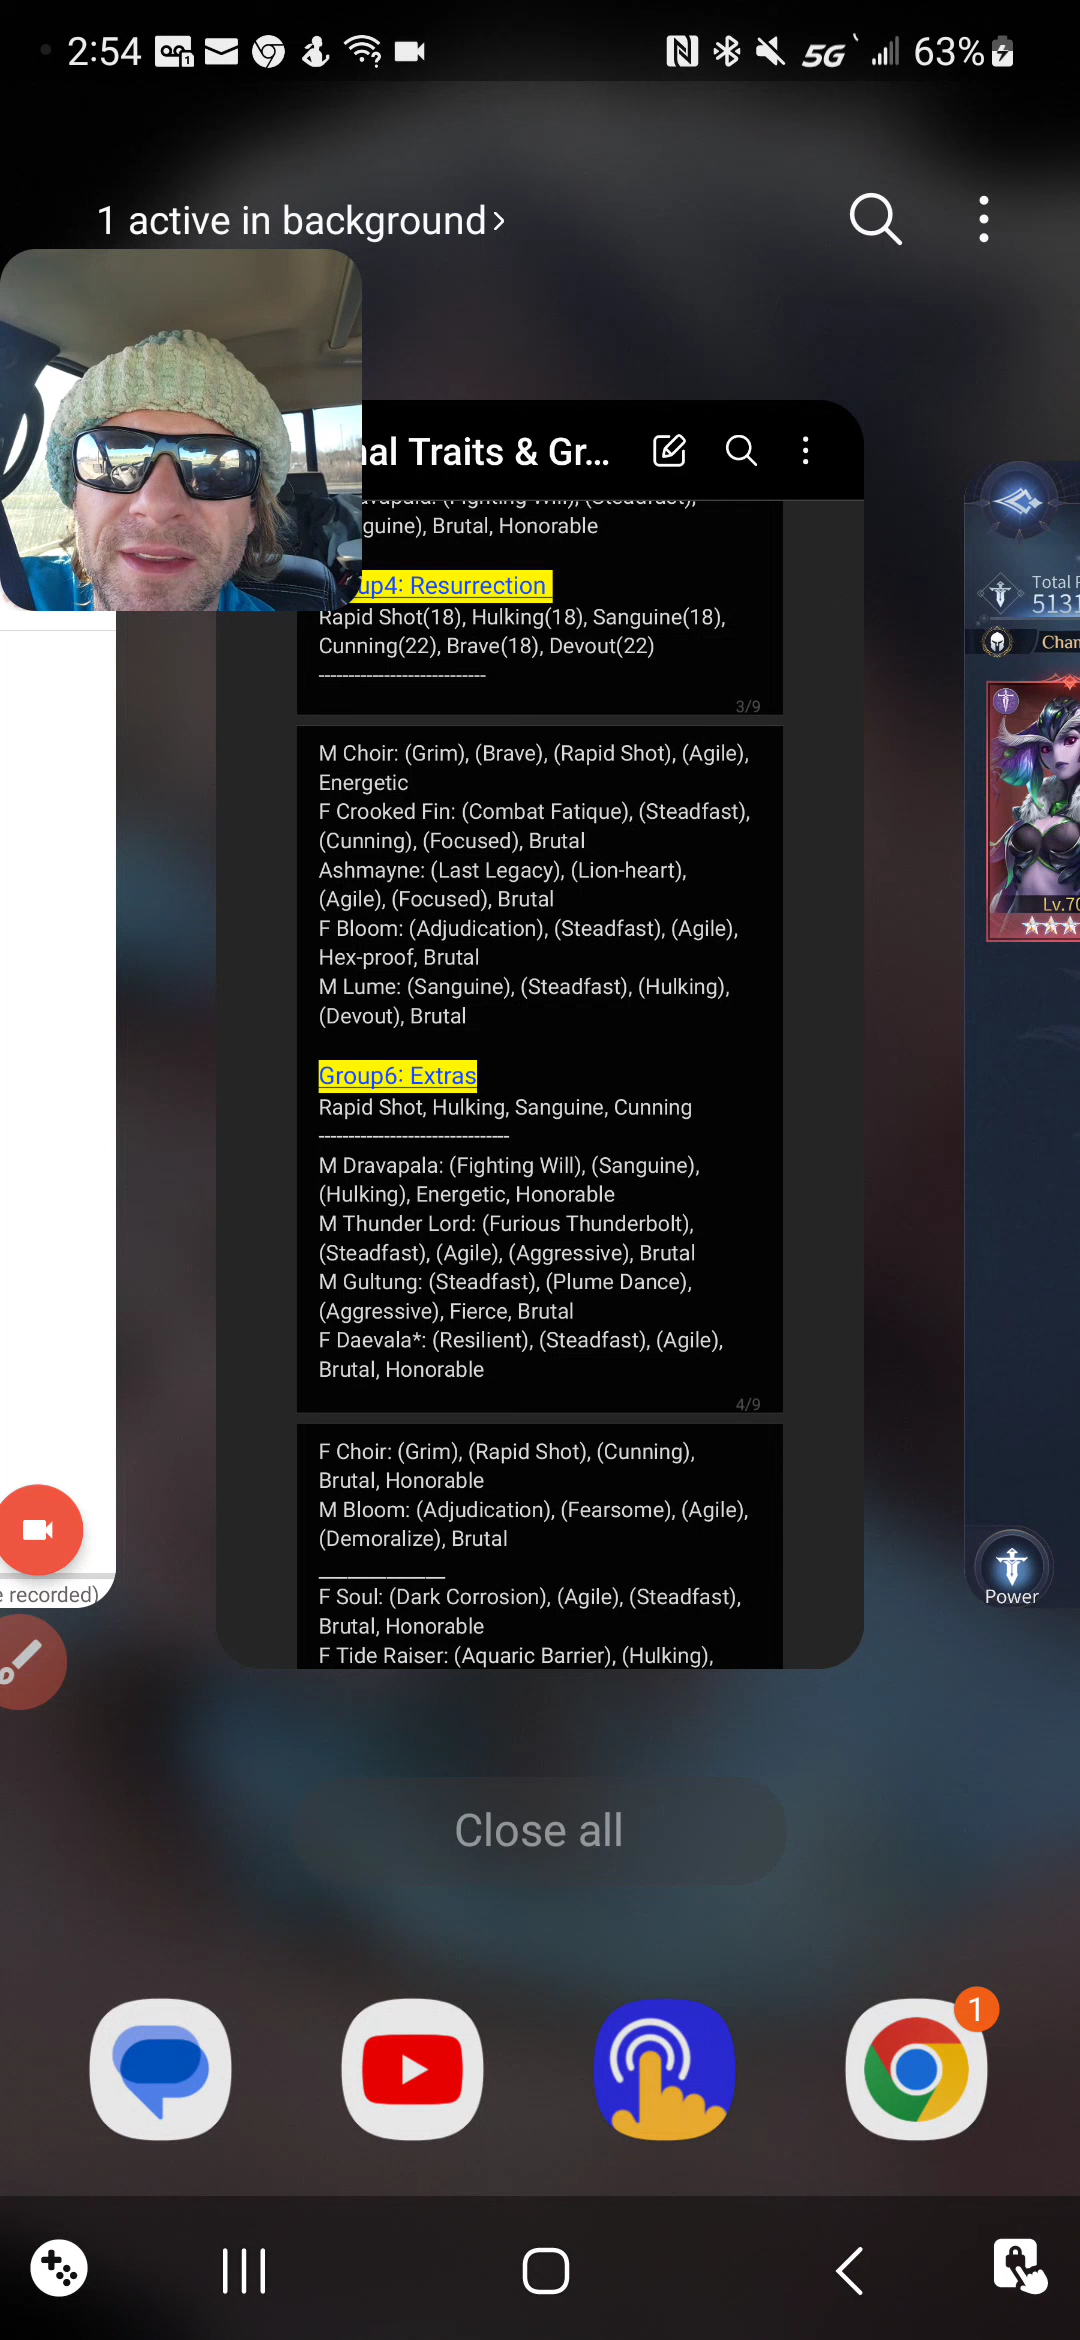 2:54
5G
63%
1 active in background
al Traits & Gr...
guine), Brutal, Honorable
up4: Resurrection
Rapid Shot(18), Hulking(18), Sanguine(18),
Cunning(22), Brave(18), Devout(22)
----------------------------
3/9
M Choir: (Grim), (Brave), (Rapid Shot), (Agile),
Energetic
F Crooked Fin: (Combat Fatique), (Steadfast),
(Cunning), (Focused), Brutal
Ashmayne: (Last Legacy), (Lion-heart),
(Agile), (Focused), Brutal
F Bloom: (Adjudication), (Steadfast), (Agile),
Hex-proof, Brutal
M Lume: (Sanguine), (Steadfast), (Hulking),
(Devout), Brutal
Group6: Extras
Rapid Shot, Hulking, Sanguine, Cunning
--------------------------------
M Dravapala: (Fighting Will), (Sanguine),
(Hulking), Energetic, Honorable
M Thunder Lord: (Furious Thunderbolt),
(Steadfast), (Agile), (Aggressive), Brutal
M Gultung: (Steadfast), (Plume Dance),
(Aggressive), Fierce, Brutal
F Daevala*: (Resilient), (Steadfast), (Agile),
Brutal, Honorable
4/9
F Choir: (Grim), (Rapid Shot), (Cunning),
Brutal, Honorable
M Bloom: (Adjudication), (Fearsome), (Agile),
(Demoralize), Brutal
____________
F Soul: (Dark Corrosion), (Agile), (Steadfast),
Brutal, Honorable
F Tide Raiser: (Aquaric Barrier), (Hulking),
e recorded)
Total
5131
Cham
Lv.70
Power
Close all
1